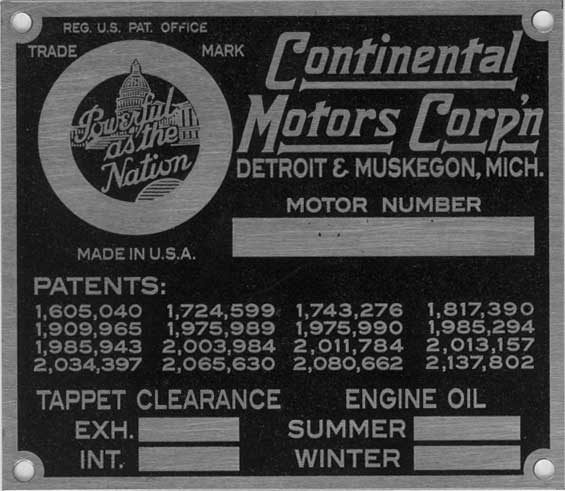 REG. U.S. PAT. OFFICE
TRADE MARK
Powerful
as the
Nation
MADE IN U.S.A.
Continental
Motors Corp'n
DETROIT & MUSKEGON, MICH.
MOTOR NUMBER
PATENTS:
1,605,040 1,724,599 1,743,276 1,817,390
1,909,965 1,975,989 1,975,990 1,985,294
1,985,943 2,003,984 2,011,784 2,013,157
2,034,397 2,065,630 2,080,662 2,137,802
TAPPET CLEARANCE
EXH.
INT.
ENGINE OIL
SUMMER
WINTER